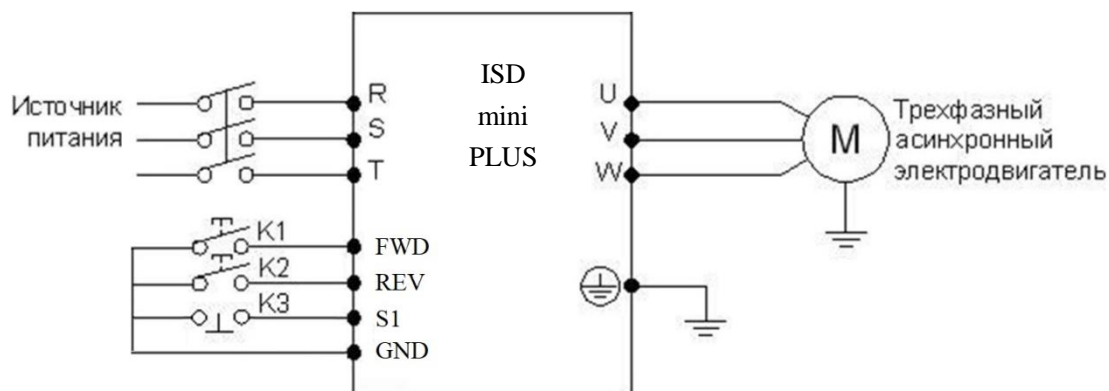 ISD
mini
PLUS
Источник
питания
R
S
T
U
V
W
M
Трехфазный
асинхронный
электродвигатель
K1
FWD
K2
REV
K3
S1
GND